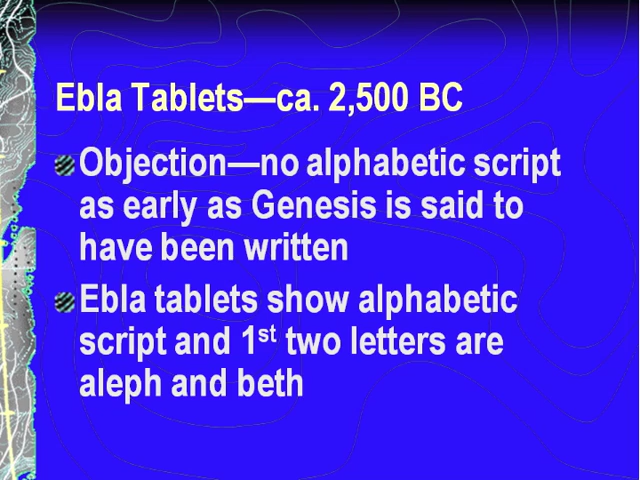 Ebla Tablets—ca. 2,500 BC
Objection—no alphabetic script
as early as Genesis is said to
have been written
Ebla tablets show alphabetic
script and 1st two letters are
aleph and beth